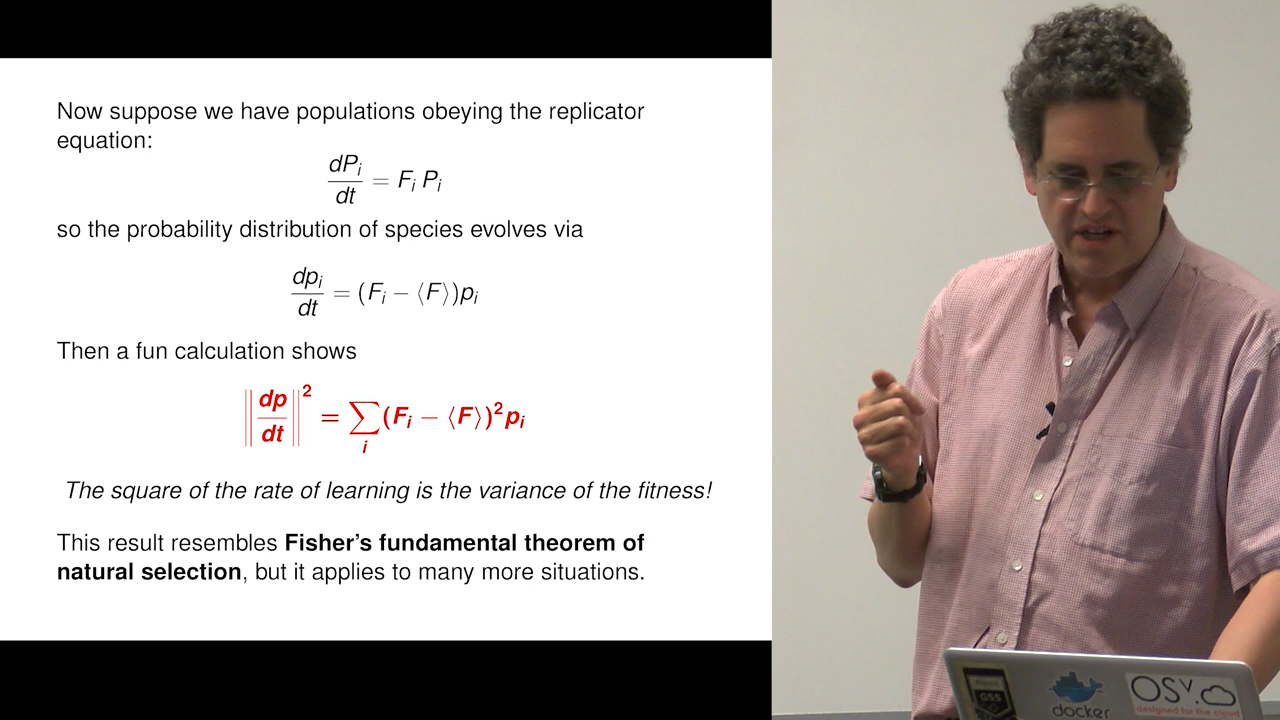 Now suppose we have populations obeying the replicator
equation:
dP_i/dt = F_i P_i
so the probability distribution of species evolves via
dp_i/dt = (F_i − ⟨F⟩)p_i
Then a fun calculation shows
‖dp/dt‖² = ∑_i (F_i − ⟨F⟩)² p_i
The square of the rate of learning is the variance of the fitness!
This result resembles Fisher's fundamental theorem of
natural selection, but it applies to many more situations.
GSS
docker
OSv
designed for the cloud